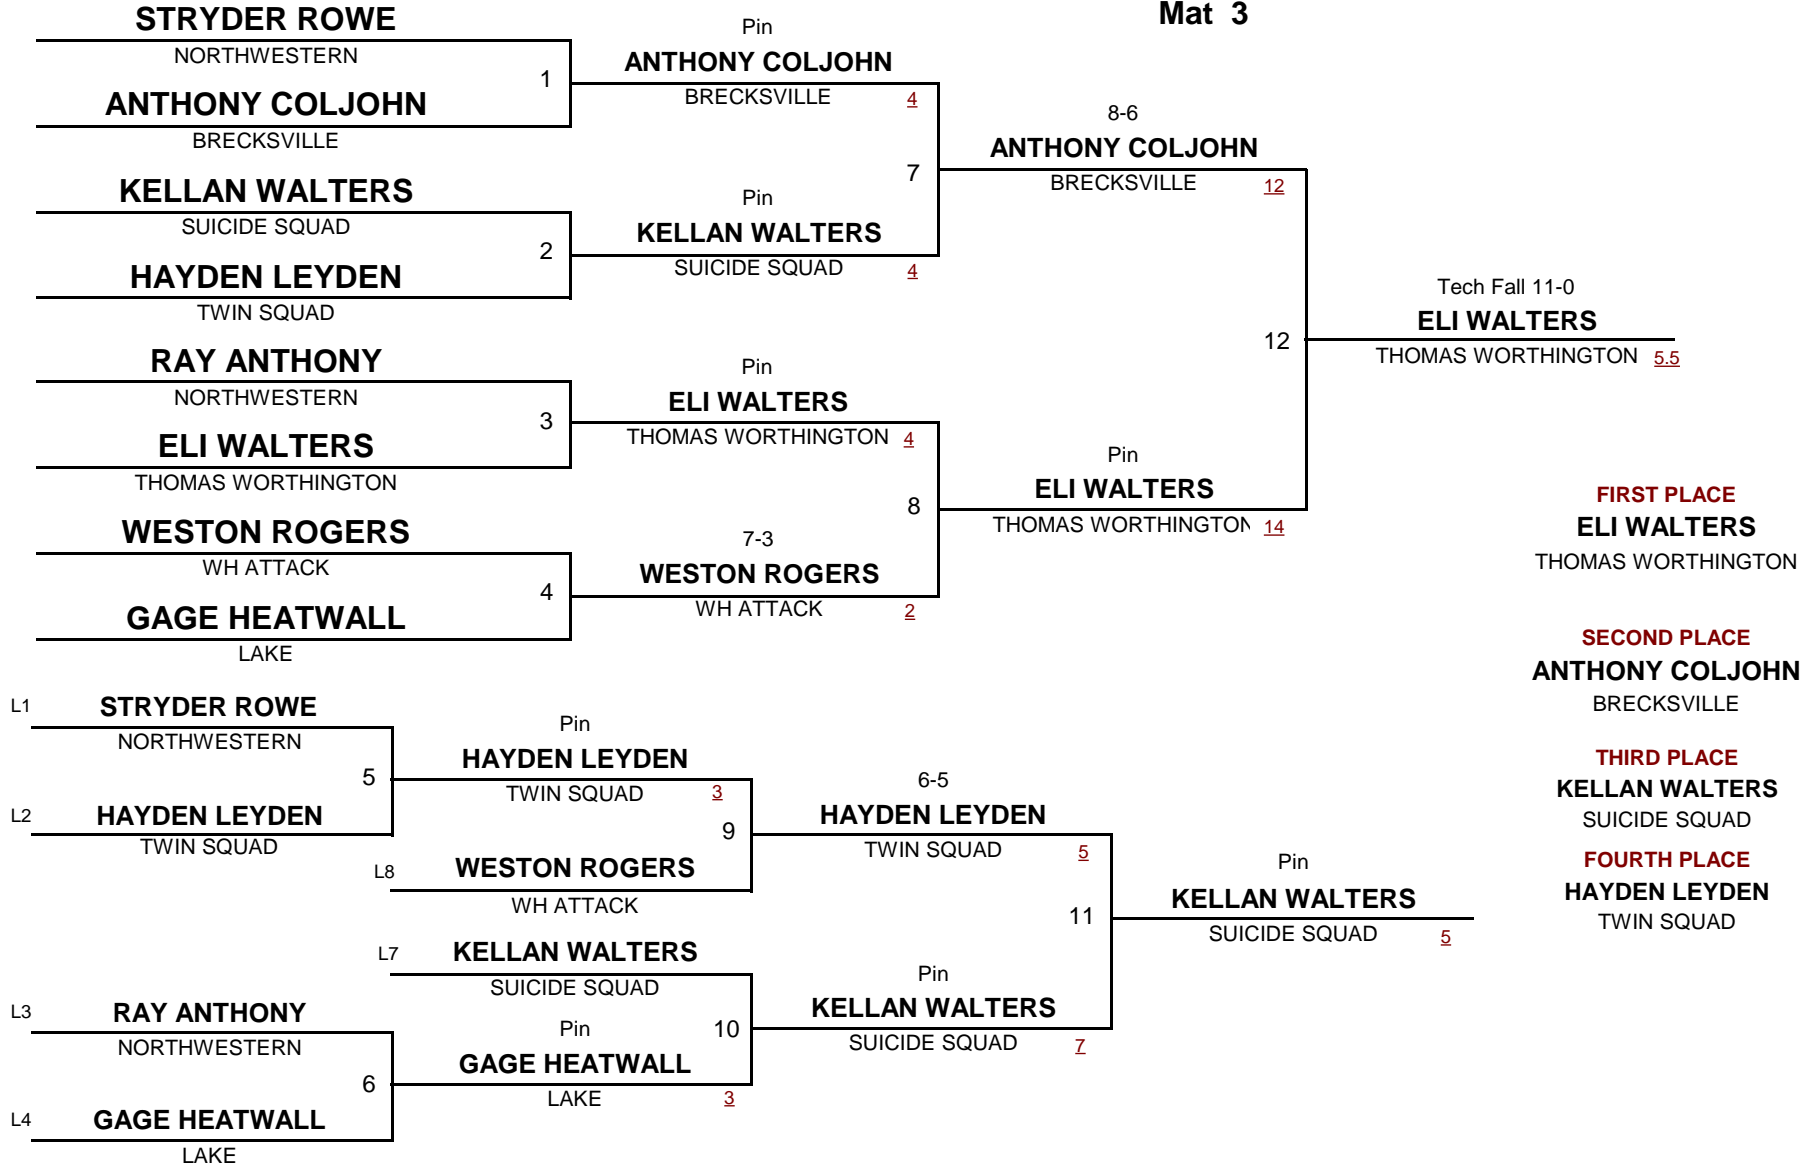 Mat 3
STRYDER ROWE
NORTHWESTERN
1
ANTHONY COLJOHN
BRECKSVILLE
KELLAN WALTERS
SUICIDE SQUAD
2
HAYDEN LEYDEN
TWIN SQUAD
RAY ANTHONY
NORTHWESTERN
3
ELI WALTERS
THOMAS WORTHINGTON
WESTON ROGERS
WH ATTACK
4
GAGE HEATWALL
LAKE
Pin
ANTHONY COLJOHN
BRECKSVILLE 4
7
Pin
KELLAN WALTERS
SUICIDE SQUAD 4
Pin
ELI WALTERS
THOMAS WORTHINGTON 4
8
7-3
WESTON ROGERS
WH ATTACK 2
8-6
ANTHONY COLJOHN
BRECKSVILLE 12
12
Pin
ELI WALTERS
THOMAS WORTHINGTON 14
Tech Fall 11-0
ELI WALTERS
THOMAS WORTHINGTON 5.5
L1 STRYDER ROWE
NORTHWESTERN
5
L2 HAYDEN LEYDEN
TWIN SQUAD
L3 RAY ANTHONY
NORTHWESTERN
6
L4 GAGE HEATWALL
LAKE
Pin
HAYDEN LEYDEN
TWIN SQUAD 3
9
L8 WESTON ROGERS
WH ATTACK
L7 KELLAN WALTERS
SUICIDE SQUAD
10
Pin
GAGE HEATWALL
LAKE 3
6-5
HAYDEN LEYDEN
TWIN SQUAD 5
11
Pin
KELLAN WALTERS
SUICIDE SQUAD 7
Pin
KELLAN WALTERS
SUICIDE SQUAD 5
FIRST PLACE
ELI WALTERS
THOMAS WORTHINGTON
SECOND PLACE
ANTHONY COLJOHN
BRECKSVILLE
THIRD PLACE
KELLAN WALTERS
SUICIDE SQUAD
FOURTH PLACE
HAYDEN LEYDEN
TWIN SQUAD